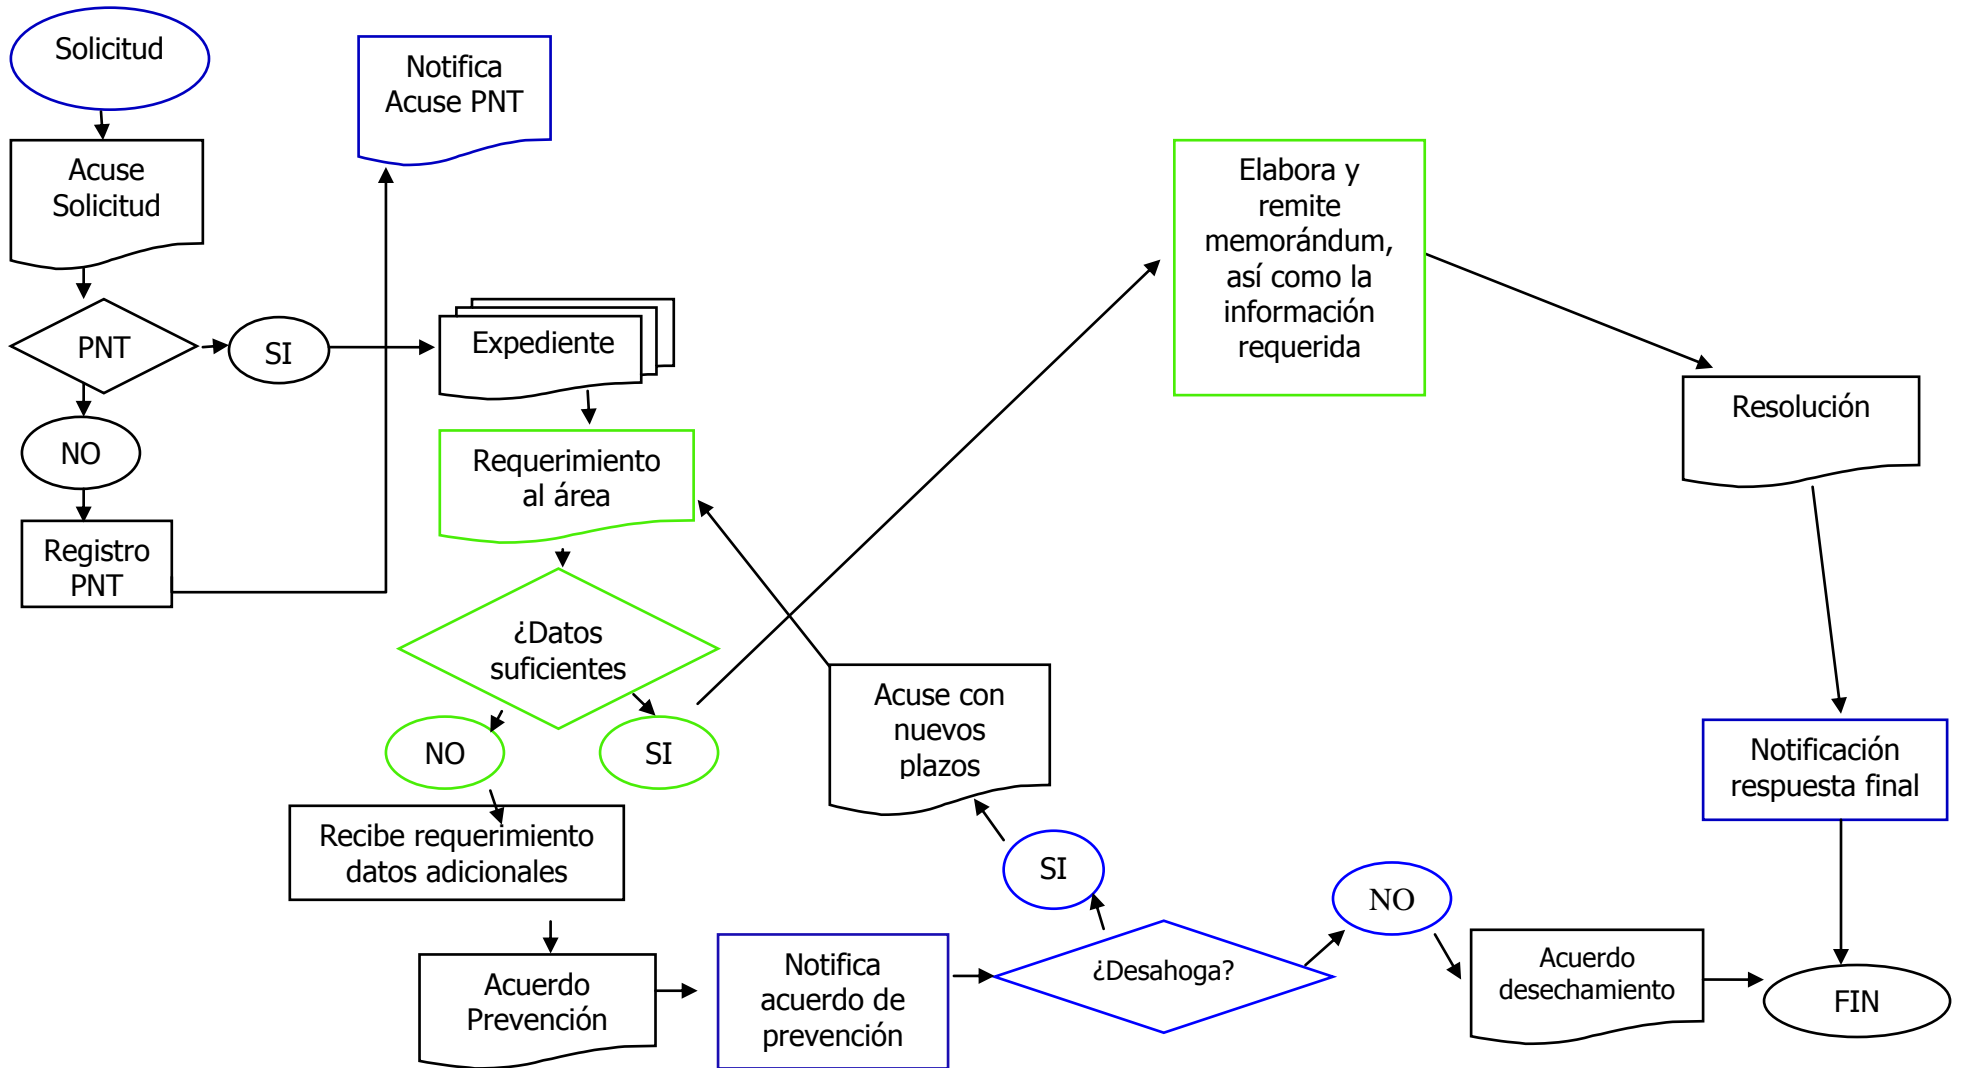 Solicitud
Notifica
Acuse PNT
Acuse
Solicitud
Elabora y
remite
memorándum,
así como la
información
requerida
PNT
SI
Expediente
Resolución
NO
Requerimiento
al área
Registro
PNT
¿Datos
suficientes
NO
SI
Acuse con
nuevos
plazos
Notificación
respuesta final
Recibe requerimiento
datos adicionales
SI
NO
Acuerdo
Prevención
Notifica
acuerdo de
prevención
¿Desahoga?
Acuerdo
desechamiento
FIN